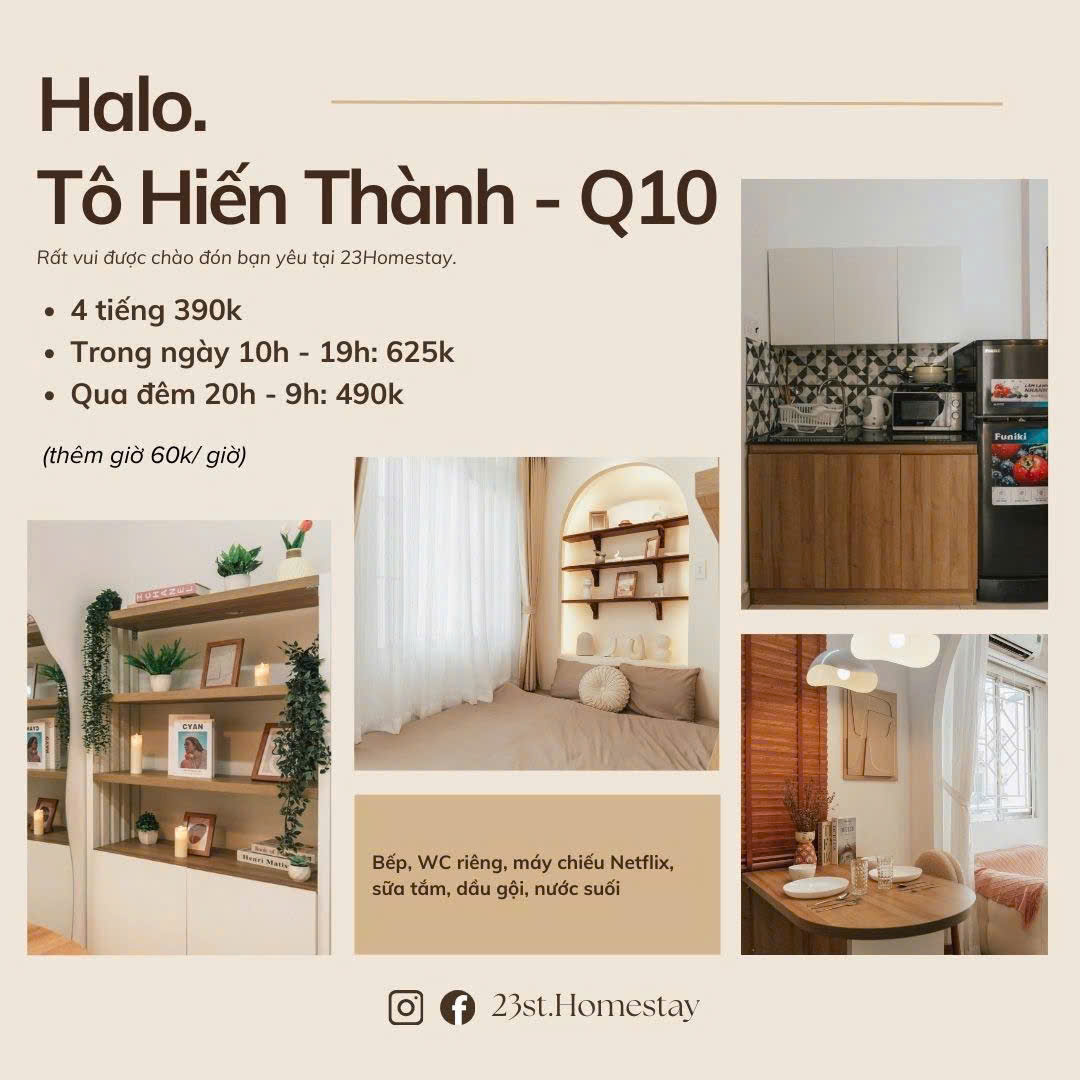 Halo.
Tô Hiến Thành - Q10
Rất vui được chào đón bạn yêu tại 23Homestay.
• 4 tiếng 390k
• Trong ngày 10h - 19h: 625k
• Qua đêm 20h - 9h: 490k
(thêm giờ 60k/ giờ)
Funiki
CHANEL
CYAN
Henri Matis
Bếp, WC riêng, máy chiếu Netflix,
sữa tắm, dầu gội, nước suối
23st.Homestay